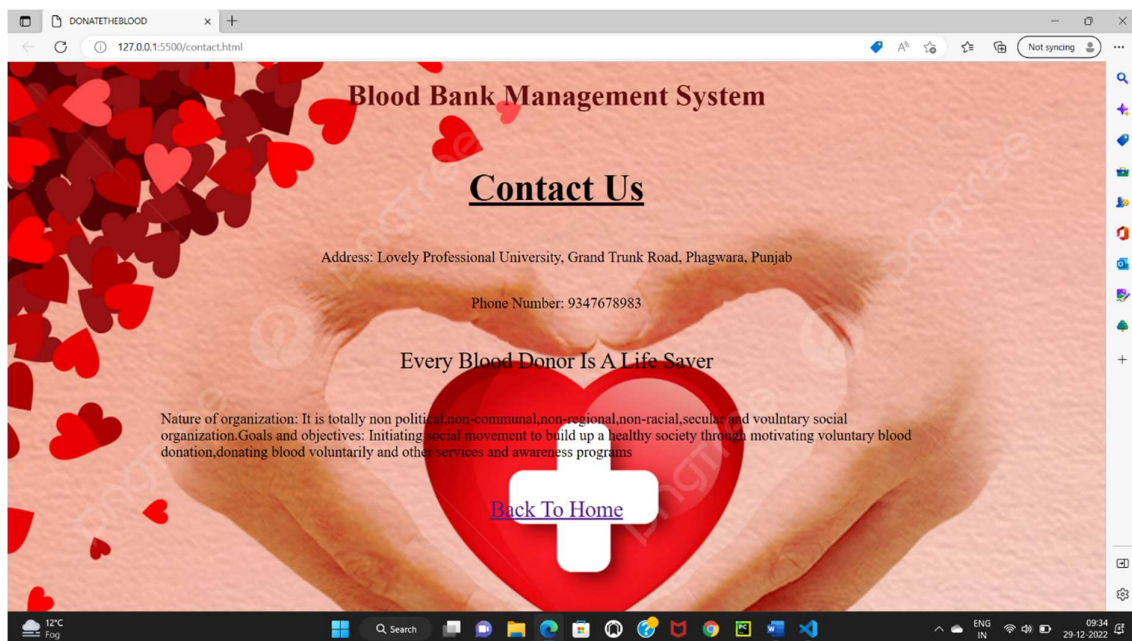 DONATETHEBLOOD
127.0.0.1:5500/contact.html
Not syncing
Blood Bank Management System
Contact Us
Address: Lovely Professional University, Grand Trunk Road, Phagwara, Punjab
Phone Number: 9347678983
Every Blood Donor Is A Life Saver
Nature of organization: It is totally non political,non-communal,non-regional,non-racial,secular and voulntary social
organization.Goals and objectives: Initiating social movement to build up a healthy society through motivating voluntary blood
donation,donating blood voluntarily and other services and awareness programs
Back To Home
pngtree
12°C
Fog
Search
ENG
IN
09:34
29-12-2022